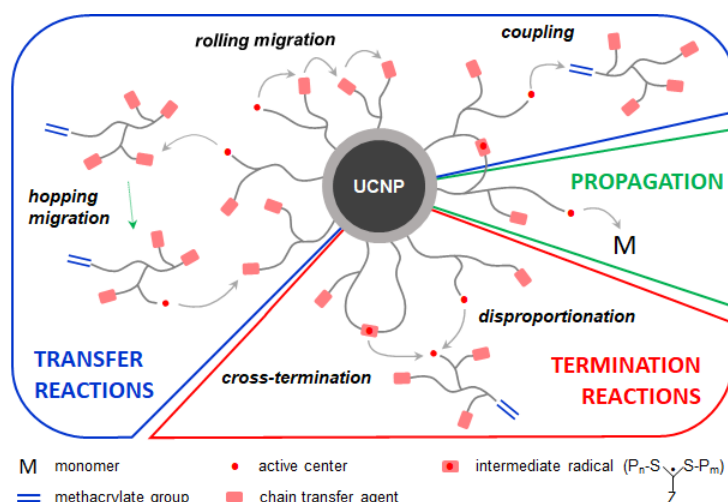 rolling migration
coupling
UCNP
PROPAGATION
hopping
migration
M
disproportionation
TRANSFER
REACTIONS
cross-termination
TERMINATION
REACTIONS
M monomer
active center
intermediate radical (Pn-S S-Pm)
Z
methacrylate group
chain transfer agent